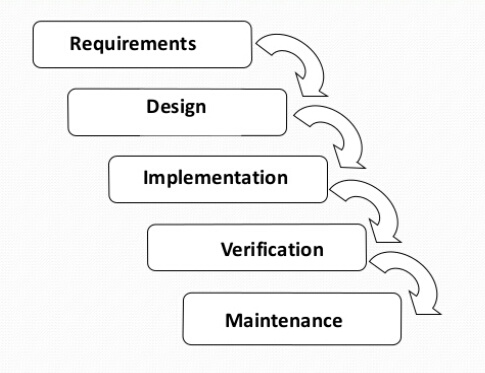 Requirements
Design
Implementation
Verification
Maintenance